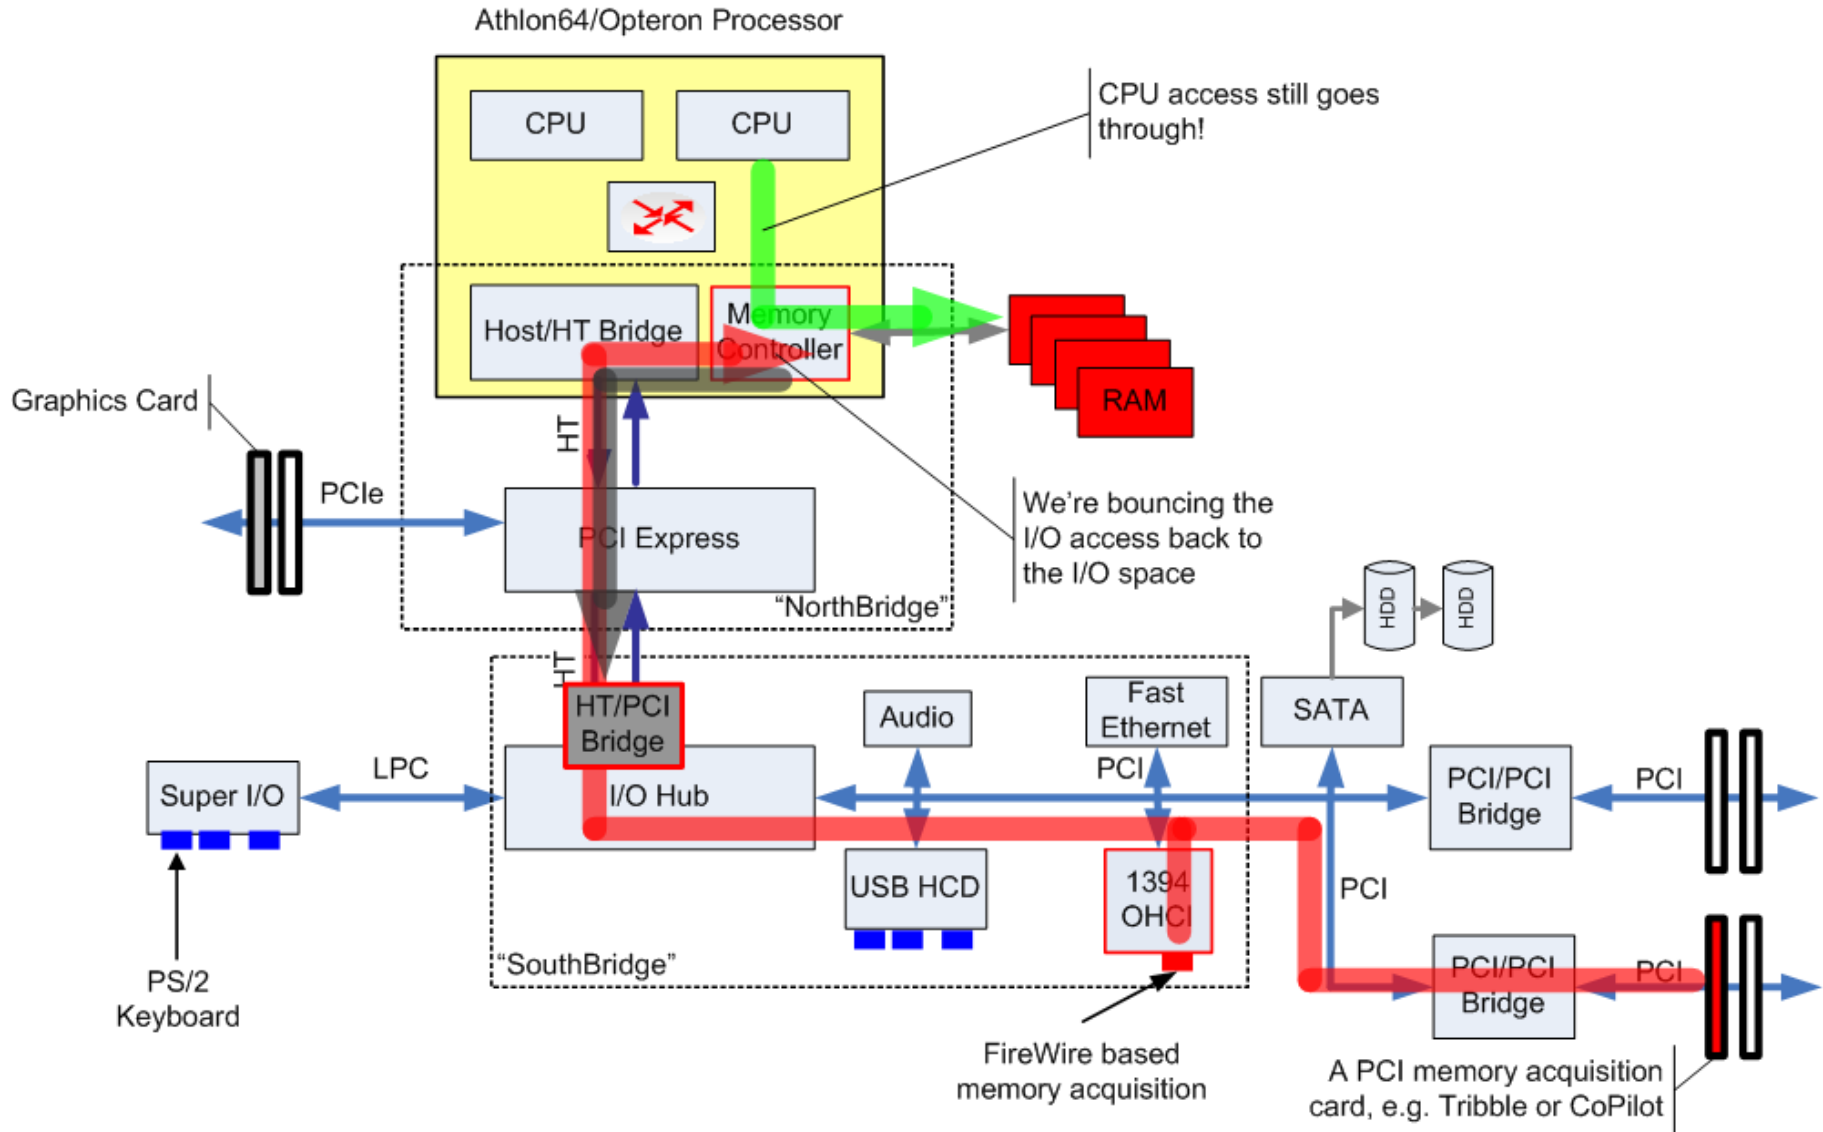 Athlon64/Opteron Processor
CPU
CPU
CPU access still goes
through!
Host/HT Bridge
Memory
Controller
RAM
Graphics Card
HT
PCIe
PCI Express
We're bouncing the
I/O access back to
the I/O space
"NorthBridge"
HDD
HDD
HT
HT/PCI
Bridge
Audio
Fast
Ethernet
SATA
LPC
PCI
Super I/O
I/O Hub
PCI/PCI
Bridge
PCI
USB HCD
1394
OHCI
PCI
"SouthBridge"
PCI/PCI
Bridge
PCI
PS/2
Keyboard
FireWire based
memory acquisition
A PCI memory acquisition
card, e.g. Tribble or CoPilot